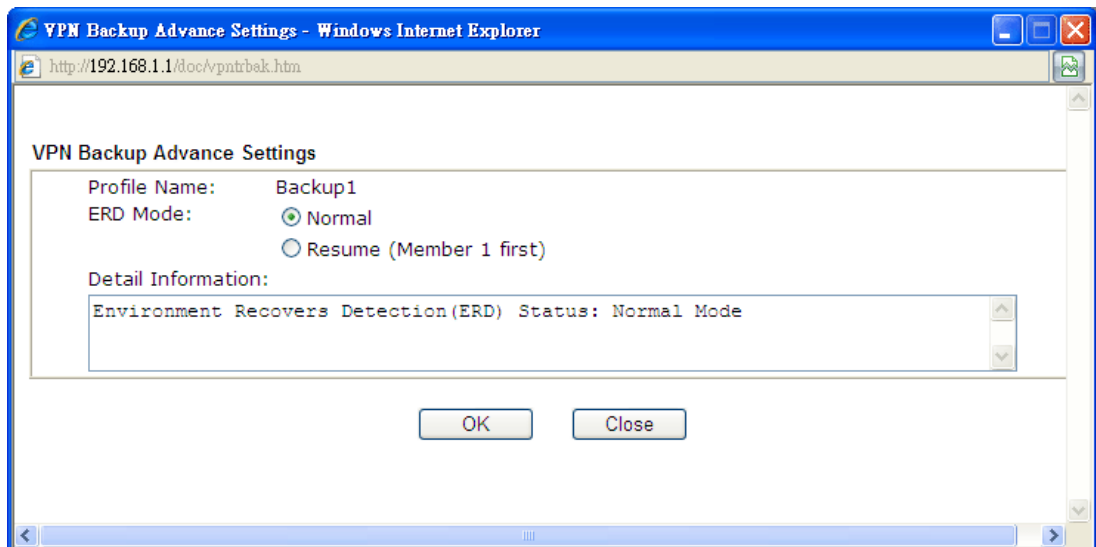 VPN Backup Advance Settings - Windows Internet Explorer
http://192.168.1.1/doc/vpntrbak.htm
VPN Backup Advance Settings
Profile Name: Backup1
ERD Mode: Normal
Resume (Member 1 first)
Detail Information:
Environment Recovers Detection(ERD) Status: Normal Mode
OK Close